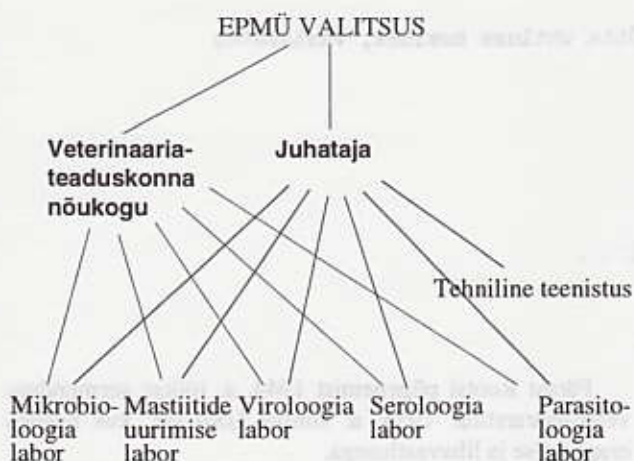 EPMÜ VALITSUS
Veterinaaria-
teaduskonna
nõukogu
Juhataja
Tehniline teenistus
Mikrobio-
loogia
labor
Mastiitide
uurimise
labor
Viroloogia
labor
Seroloogia
labor
Parasito-
loogia
labor